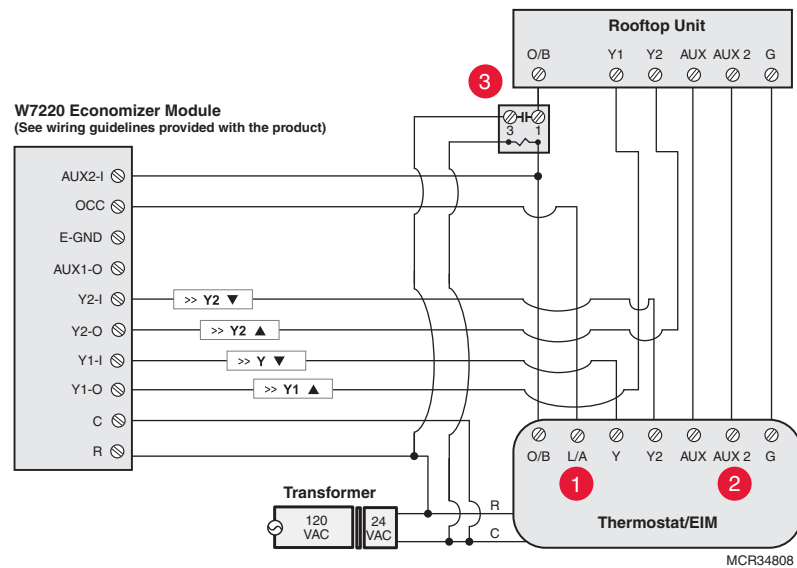 Rooftop Unit
O/B Y1 Y2 AUX AUX 2 G
3
W7220 Economizer Module
(See wiring guidelines provided with the product)
3 1
AUX2-I
OCC
E-GND
AUX1-O
Y2-I >> Y2 ▼
Y2-O >> Y2 ▲
Y1-I >> Y ▼
Y1-O >> Y1 ▲
C
R
O/B L/A Y Y2 AUX AUX 2 G
1 2
Transformer
120
VAC
24
VAC
R
C
Thermostat/EIM
MCR34808